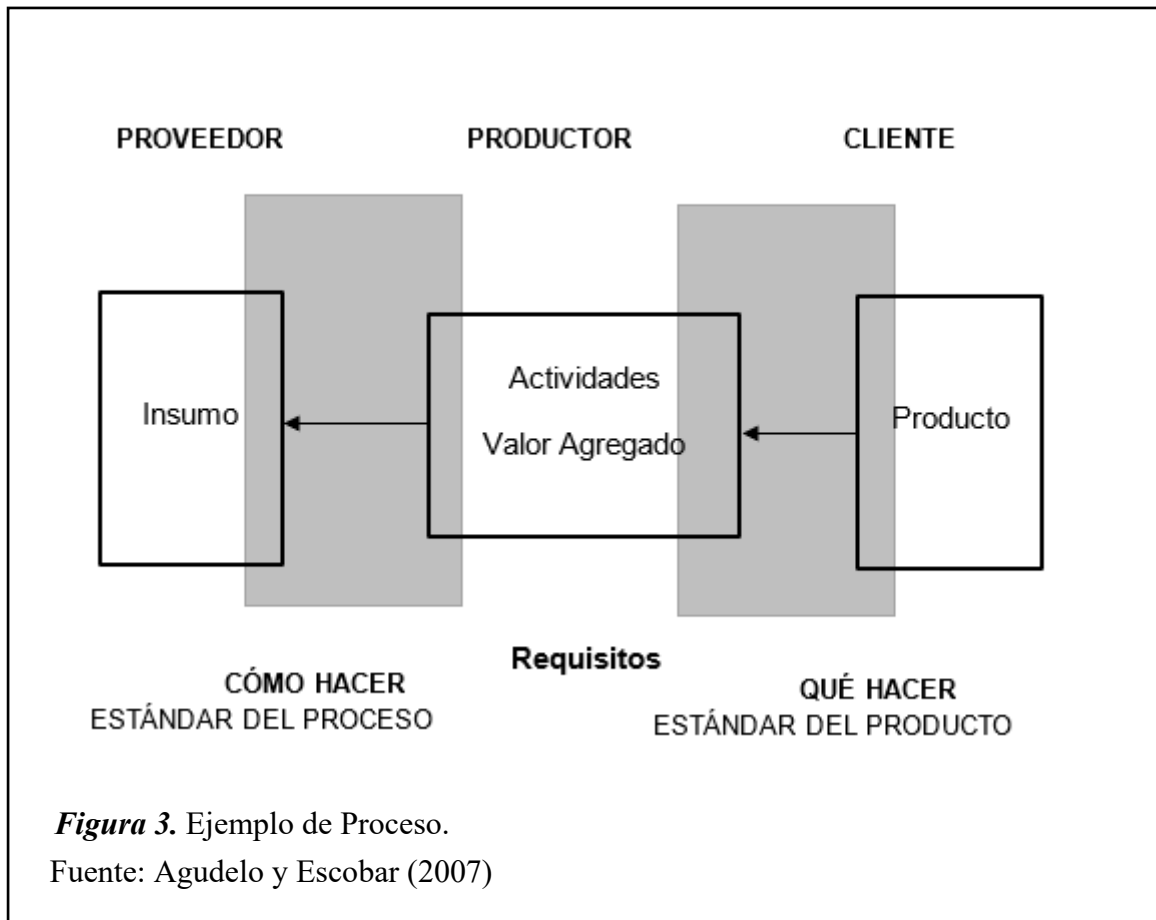 PROVEEDOR PRODUCTOR CLIENTE
Insumo
Actividades
Valor Agregado
Producto
Requisitos
CÓMO HACER
ESTÁNDAR DEL PROCESO
QUÉ HACER
ESTÁNDAR DEL PRODUCTO
Figura 3. Ejemplo de Proceso.
Fuente: Agudelo y Escobar (2007)